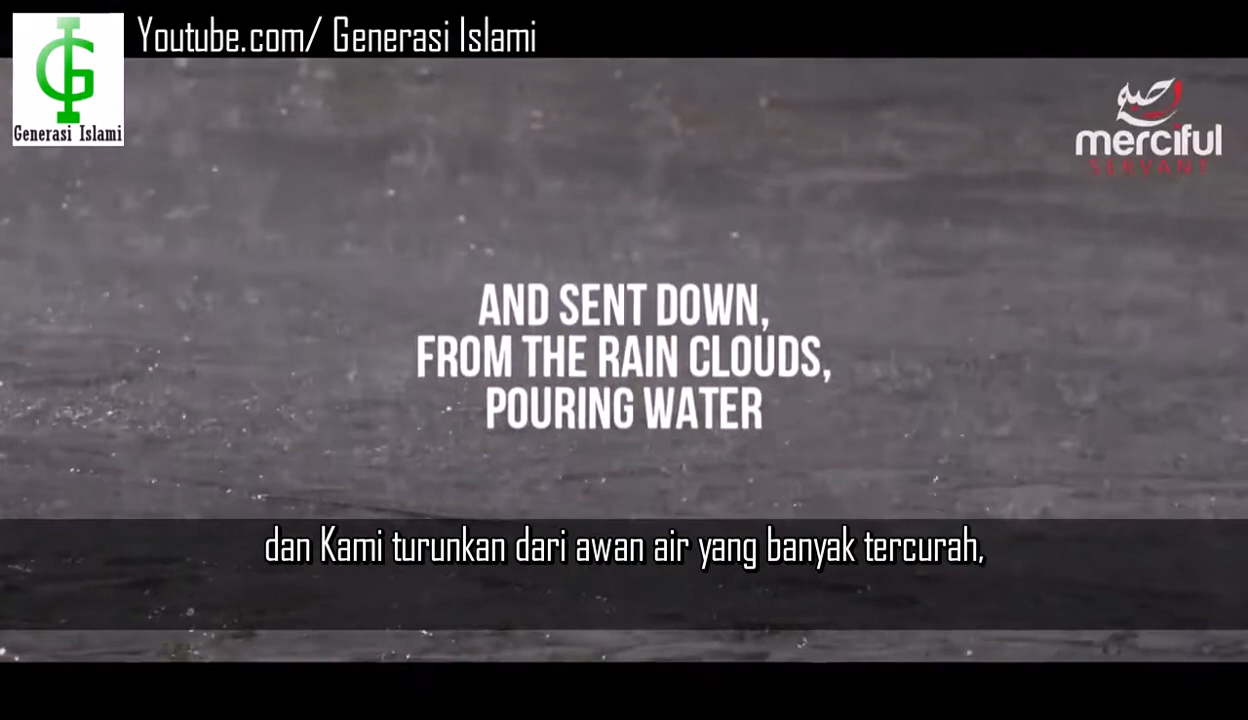 Youtube.com/ Generasi Islami
Generasi Islami
merciful
SERVANT
AND SENT DOWN,
FROM THE RAIN CLOUDS,
POURING WATER
dan Kami turunkan dari awan air yang banyak tercurah,